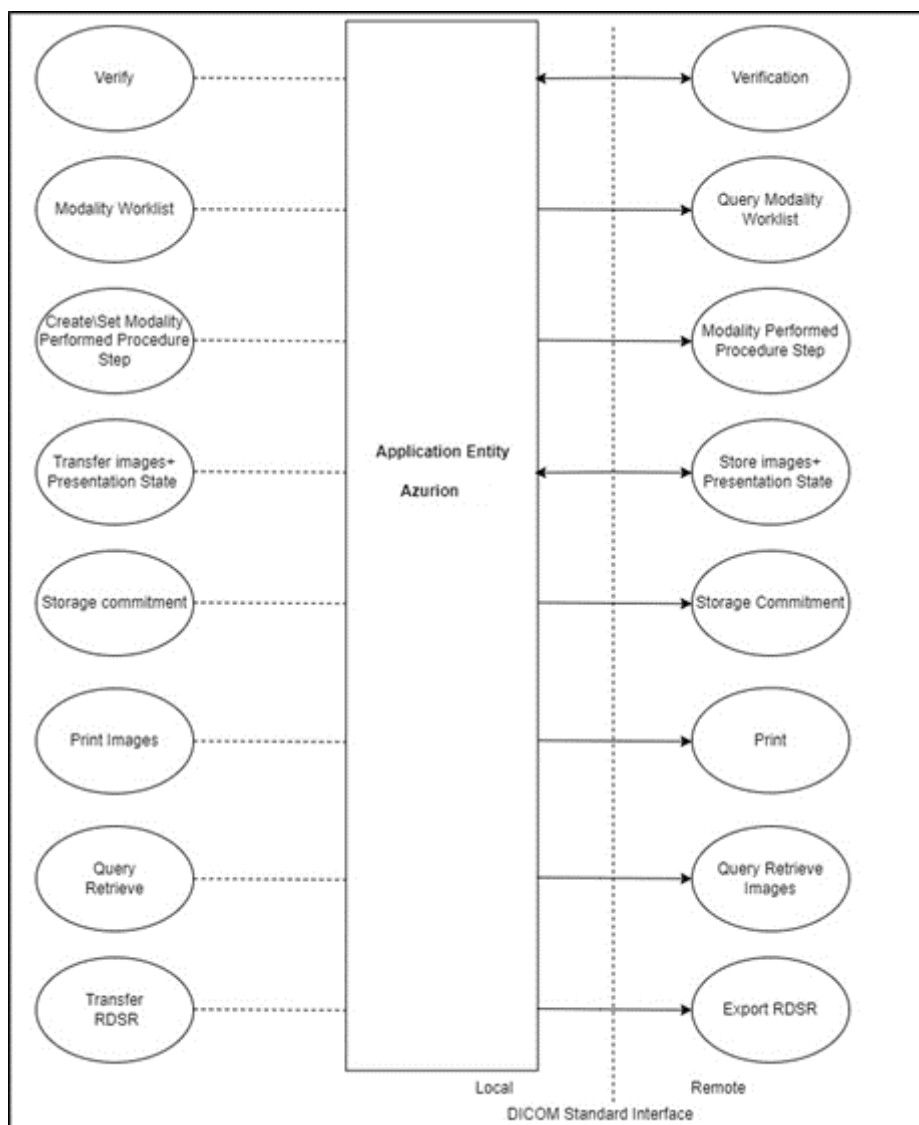 Verify
Verification
Modality Worklist
Query Modality
Worklist
Create\Set Modality
Performed Procedure
Step
Modality Performed
Procedure Step
Application Entity
Azurion
Transfer images+
Presentation State
Store images+
Presentation State
Storage commitment
Storage Commitment
Print Images
Print
Query
Retrieve
Query Retrieve
Images
Transfer
RDSR
Export RDSR
Local
Remote
DICOM Standard Interface